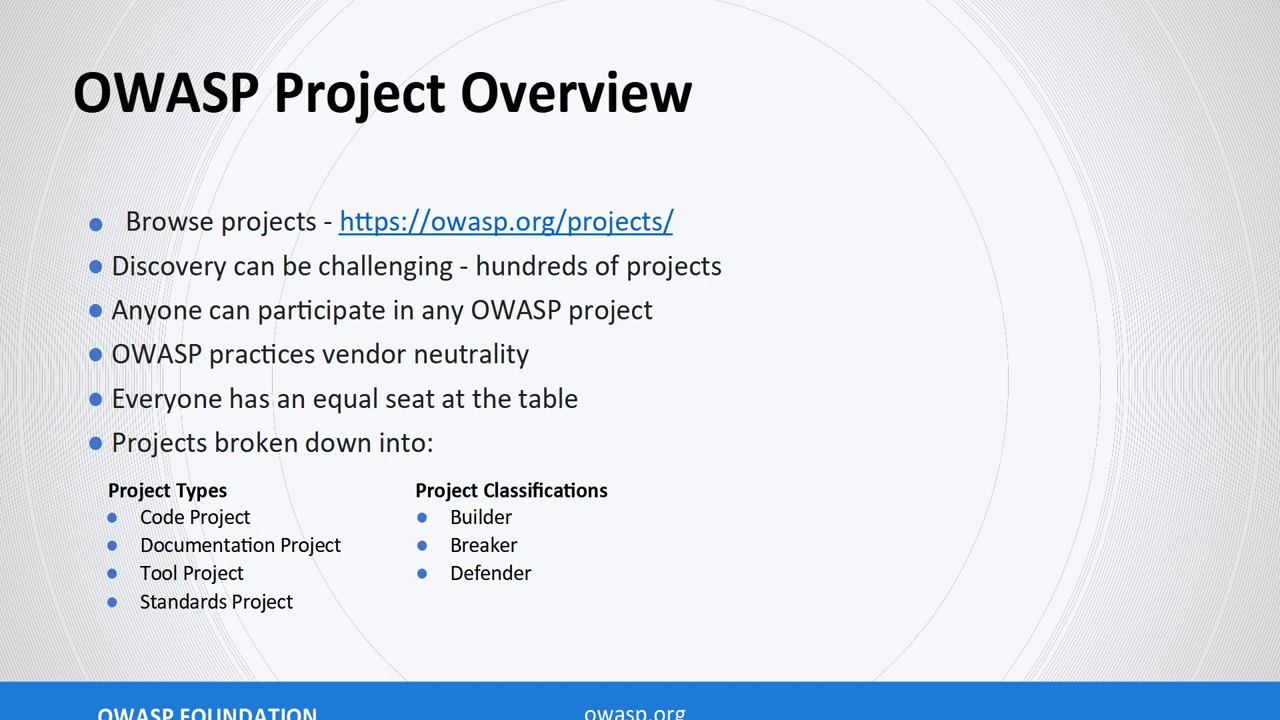 OWASP Project Overview
Browse projects - https://owasp.org/projects/
Discovery can be challenging - hundreds of projects
Anyone can participate in any OWASP project
OWASP practices vendor neutrality
Everyone has an equal seat at the table
Projects broken down into:
Project Types
Code Project
Documentation Project
Tool Project
Standards Project
Project Classifications
Builder
Breaker
Defender
OWASP FOUNDATION
owasp.org